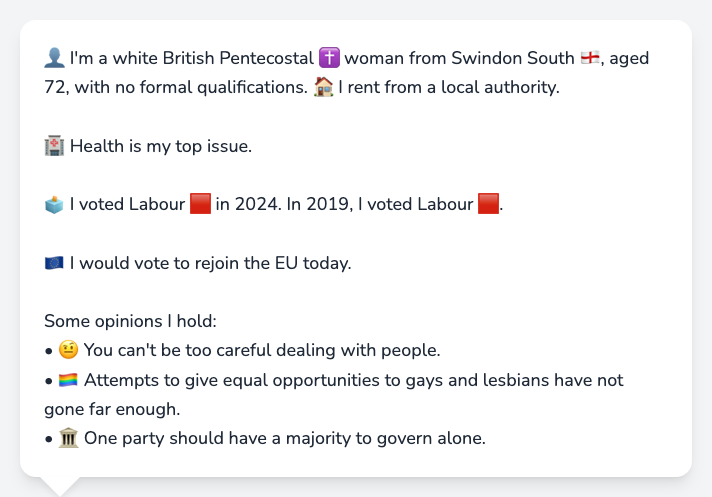 👤 I'm a white British Pentecostal ✝️ woman from Swindon South 🏴󠁧󠁢󠁥󠁮󠁧󠁿, aged
72, with no formal qualifications. 🏠 I rent from a local authority.
🏥 Health is my top issue.
🗳️ I voted Labour 🟥 in 2024. In 2019, I voted Labour 🟥.
🇪🇺 I would vote to rejoin the EU today.
Some opinions I hold:
• 🤨 You can't be too careful dealing with people.
• 🏳️‍🌈 Attempts to give equal opportunities to gays and lesbians have not
gone far enough.
• 🏛️ One party should have a majority to govern alone.